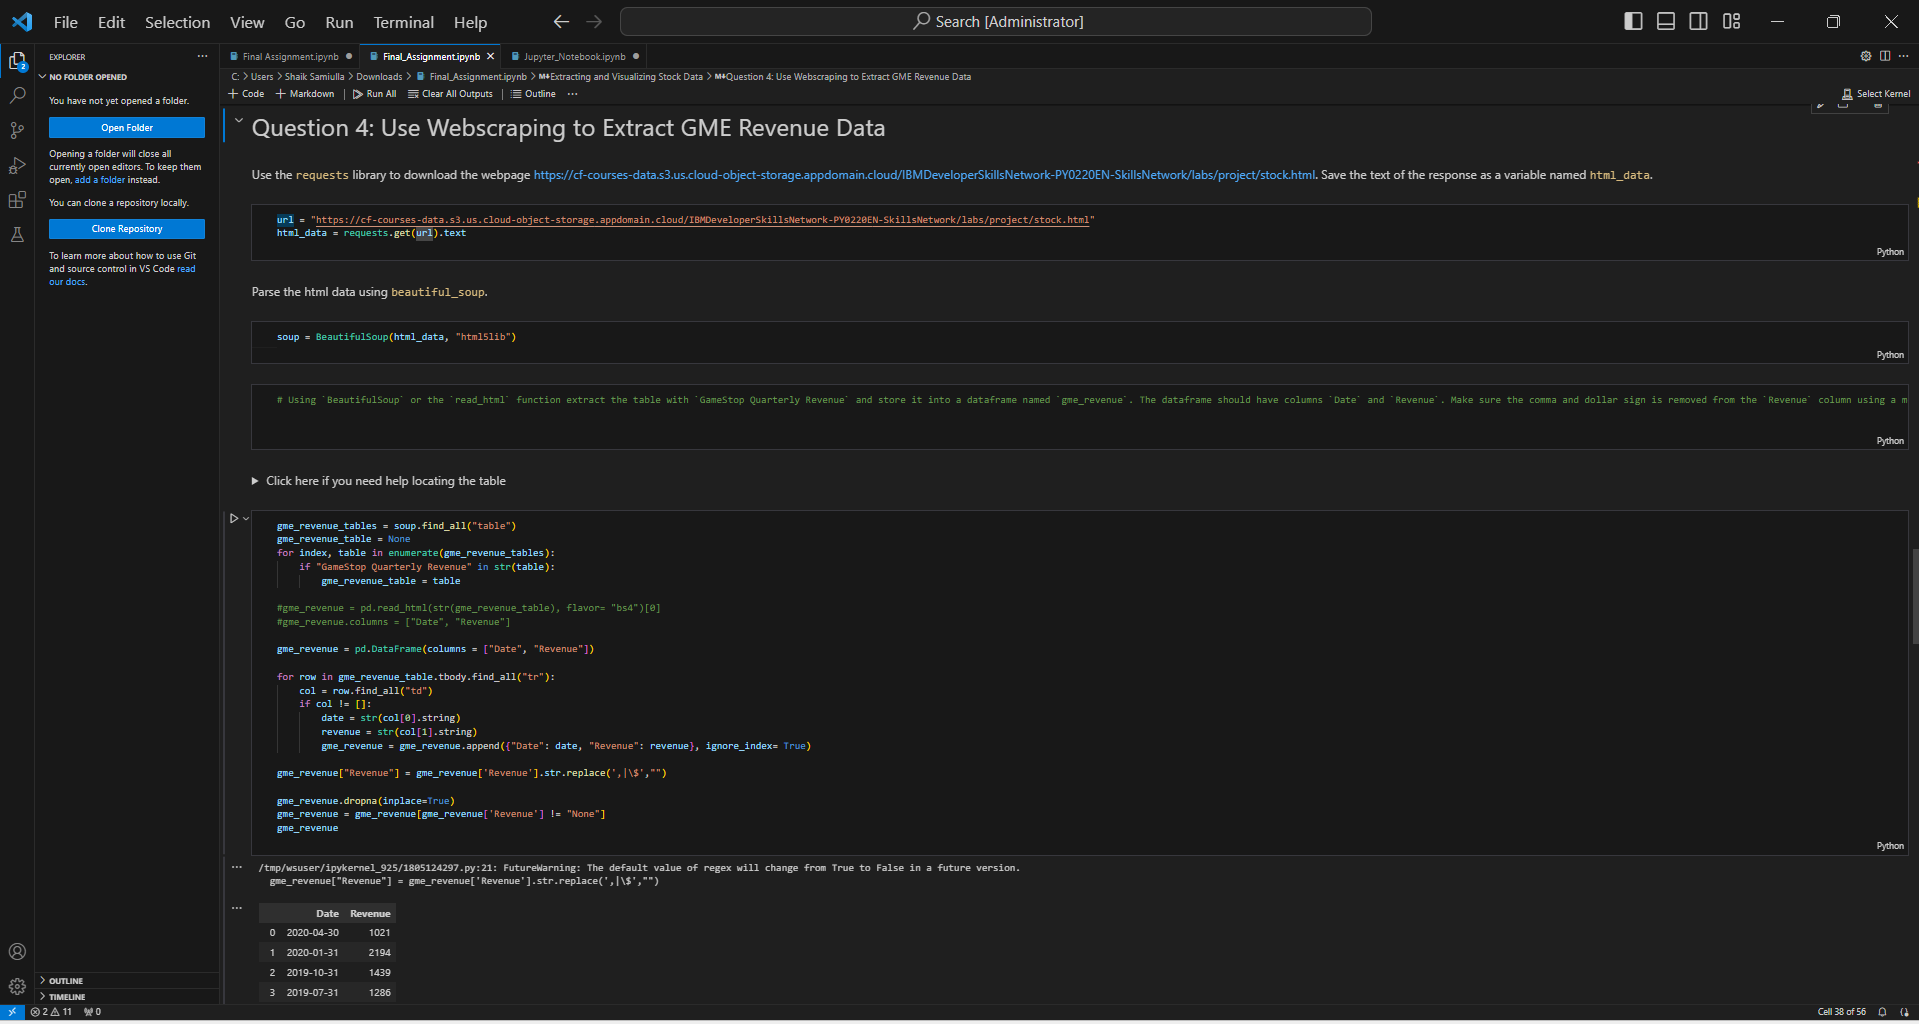 File Edit Selection View Go Run Terminal Help
Search [Administrator]
EXPLORER
NO FOLDER OPENED
You have not yet opened a folder.
Open Folder
Opening a folder will close all
currently open editors. To keep them
open, add a folder instead.
You can clone a repository locally.
Clone Repository
To learn more about how to use Git
and source control in VS Code read
our docs.
OUTLINE
TIMELINE
Final Assignment.ipynb
Final_Assignment.ipynb
Jupyter_Notebook.ipynb
C: > Users > Shaik Samiulla > Downloads > Final_Assignment.ipynb > M↓Extracting and Visualizing Stock Data > M↓Question 4: Use Webscraping to Extract GME Revenue Data
+ Code + Markdown | Run All Clear All Outputs | Outline ...
Select Kernel
Question 4: Use Webscraping to Extract GME Revenue Data
Use the requests library to download the webpage https://cf-courses-data.s3.us.cloud-object-storage.appdomain.cloud/IBMDeveloperSkillsNetwork-PY0220EN-SkillsNetwork/labs/project/stock.html. Save the text of the response as a variable named html_data.
url = "https://cf-courses-data.s3.us.cloud-object-storage.appdomain.cloud/IBMDeveloperSkillsNetwork-PY0220EN-SkillsNetwork/labs/project/stock.html"
html_data = requests.get(url).text
Python
Parse the html data using beautiful_soup.
soup = BeautifulSoup(html_data, "html5lib")
Python
# Using `BeautifulSoup` or the `read_html` function extract the table with `GameStop Quarterly Revenue` and store it into a dataframe named `gme_revenue`. The dataframe should have columns `Date` and `Revenue`. Make sure the comma and dollar sign is removed from the `Revenue` column using a m
Python
Click here if you need help locating the table
gme_revenue_tables = soup.find_all("table")
gme_revenue_table = None
for index, table in enumerate(gme_revenue_tables):
if "GameStop Quarterly Revenue" in str(table):
gme_revenue_table = table
#gme_revenue = pd.read_html(str(gme_revenue_table), flavor= "bs4")[0]
#gme_revenue.columns = ["Date", "Revenue"]
gme_revenue = pd.DataFrame(columns = ["Date", "Revenue"])
for row in gme_revenue_table.tbody.find_all("tr"):
col = row.find_all("td")
if col != []:
date = str(col[0].string)
revenue = str(col[1].string)
gme_revenue = gme_revenue.append({"Date": date, "Revenue": revenue}, ignore_index= True)
gme_revenue["Revenue"] = gme_revenue['Revenue'].str.replace(',|\$',"")
gme_revenue.dropna(inplace=True)
gme_revenue = gme_revenue[gme_revenue['Revenue'] != "None"]
gme_revenue
Python
/tmp/wsuser/ipykernel_925/1805124297.py:21: FutureWarning: The default value of regex will change from True to False in a future version.
gme_revenue["Revenue"] = gme_revenue['Revenue'].str.replace(',|\$',"")
Date Revenue
0 2020-04-30 1021
1 2020-01-31 2194
2 2019-10-31 1439
3 2019-07-31 1286
2 11 0
Cell 38 of 56